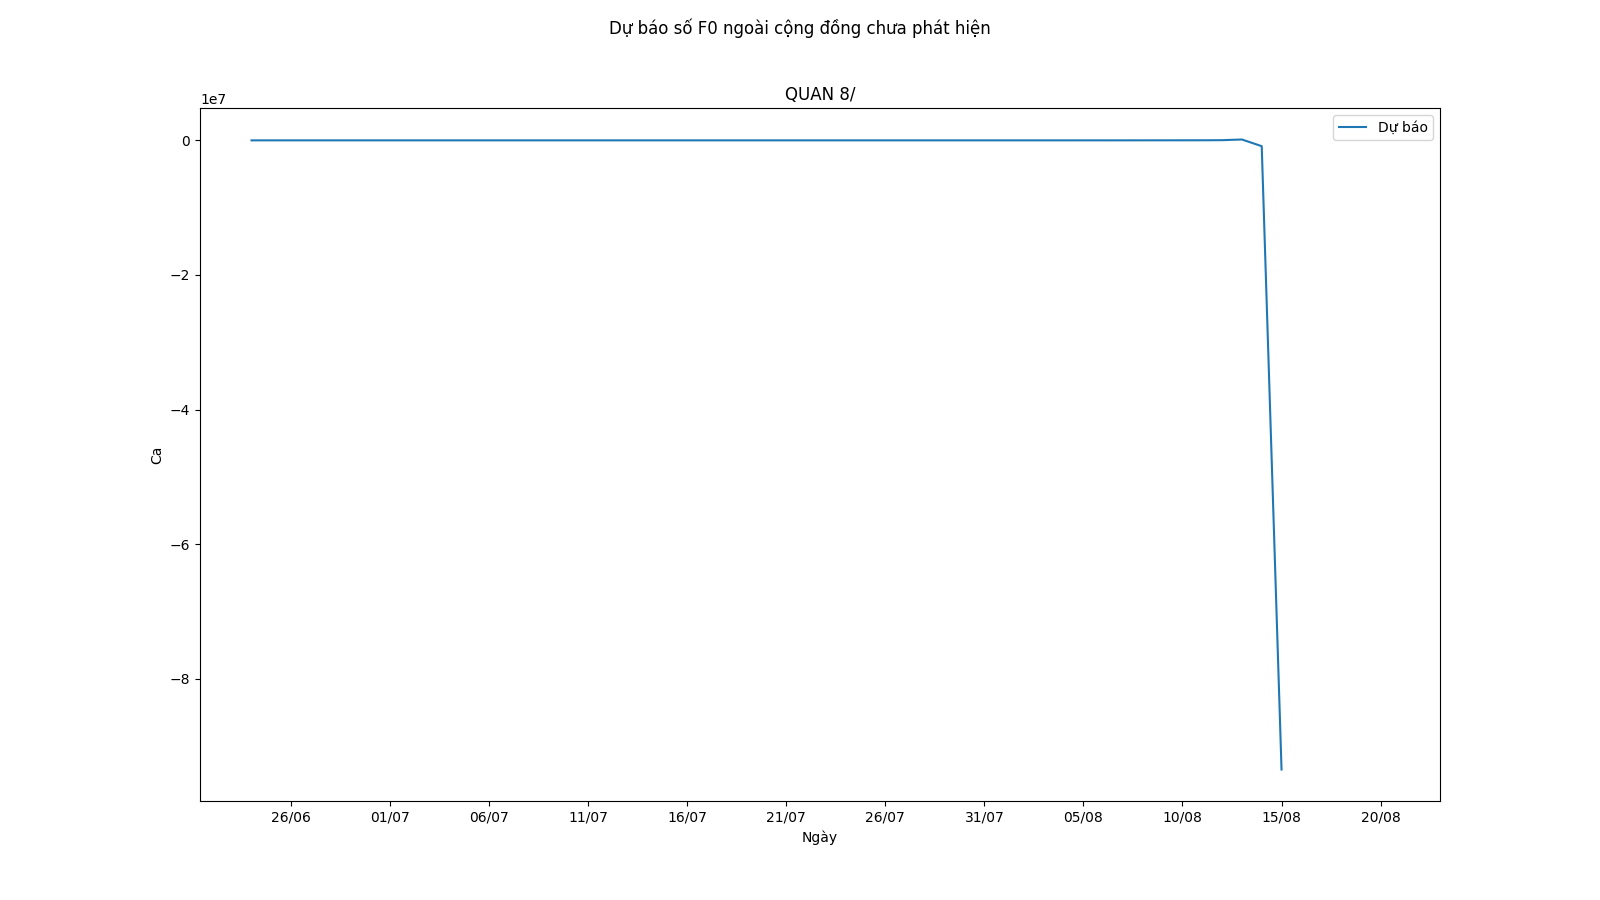 Dự báo số F0 ngoài cộng đồng chưa phát hiện
QUAN 8/
1e7
Dự báo
0
−2
−4
−6
−8
Ca
26/06 01/07 06/07 11/07 16/07 21/07 26/07 31/07 05/08 10/08 15/08 20/08
Ngày